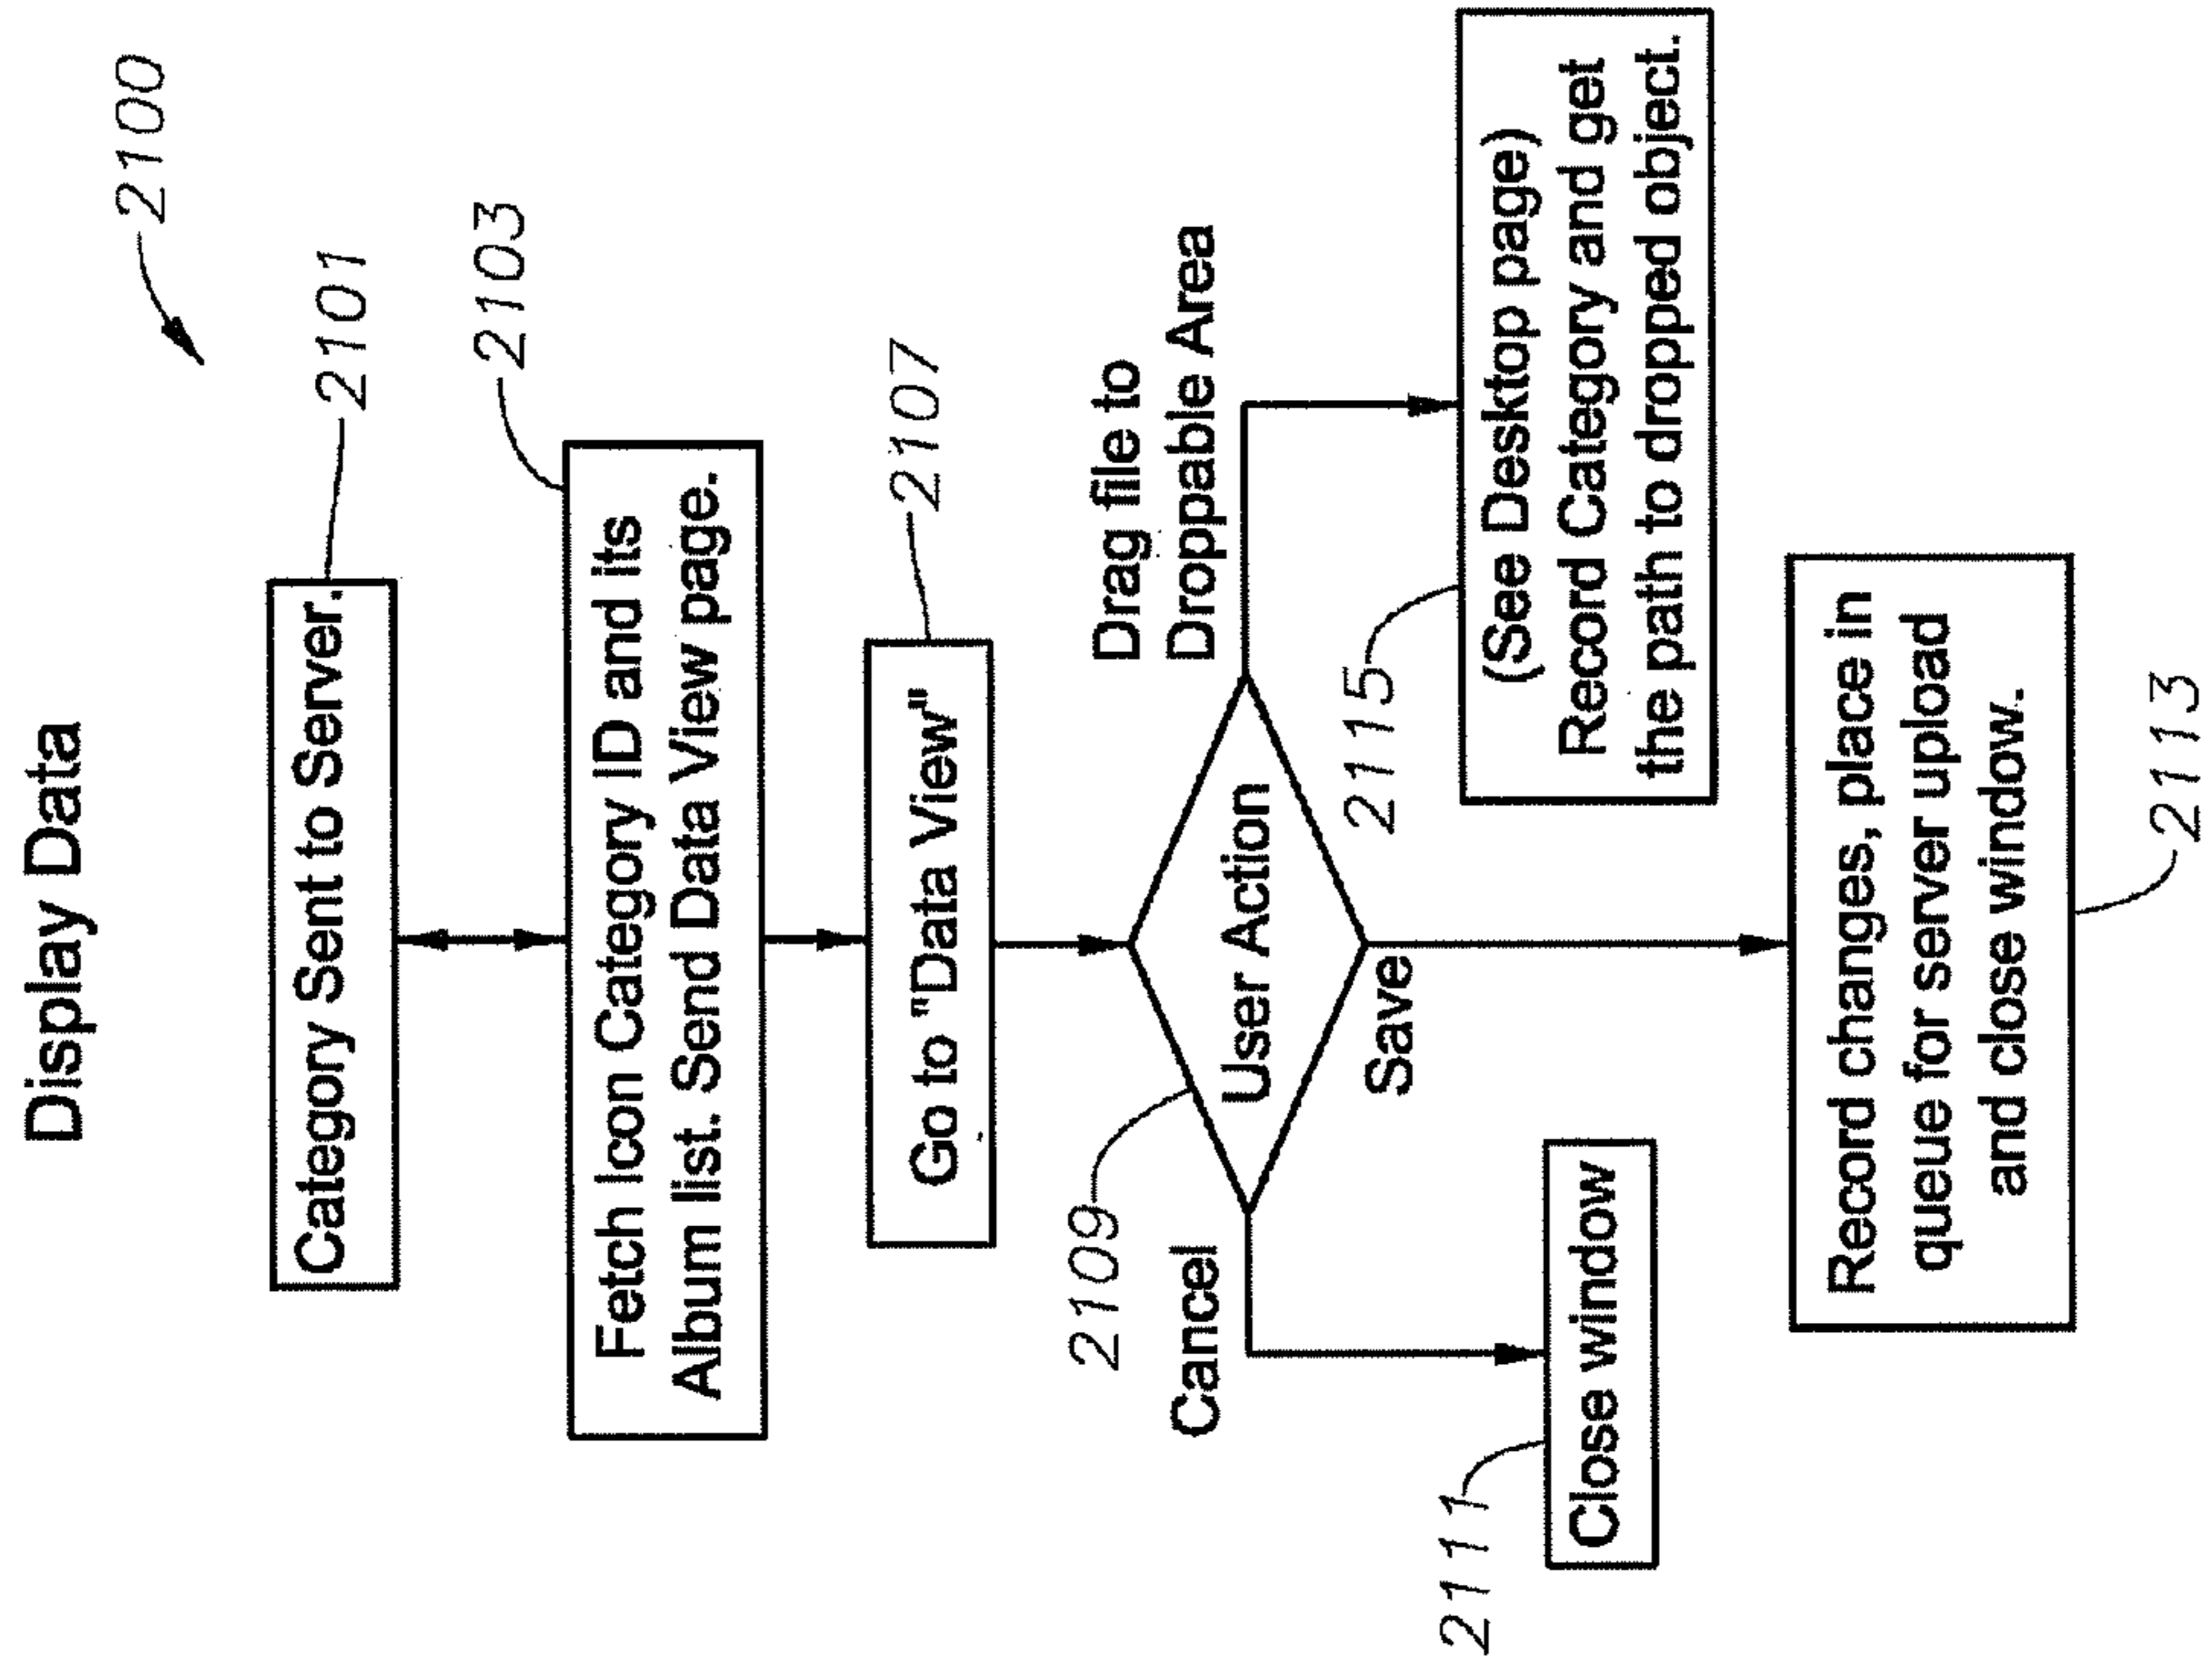 Display Data
2100
2101
Category Sent to Server.
2103
Fetch Icon Category ID and its
Album list. Send Data View page.
2107
Go to "Data View"
2109
User Action
Cancel
Save
Drag file to
Droppable Area
2111
Close window
2115
(See Desktop page)
Record Category and get
the path to dropped object.
Record changes, place in
queue for server upload
and close window.
2113